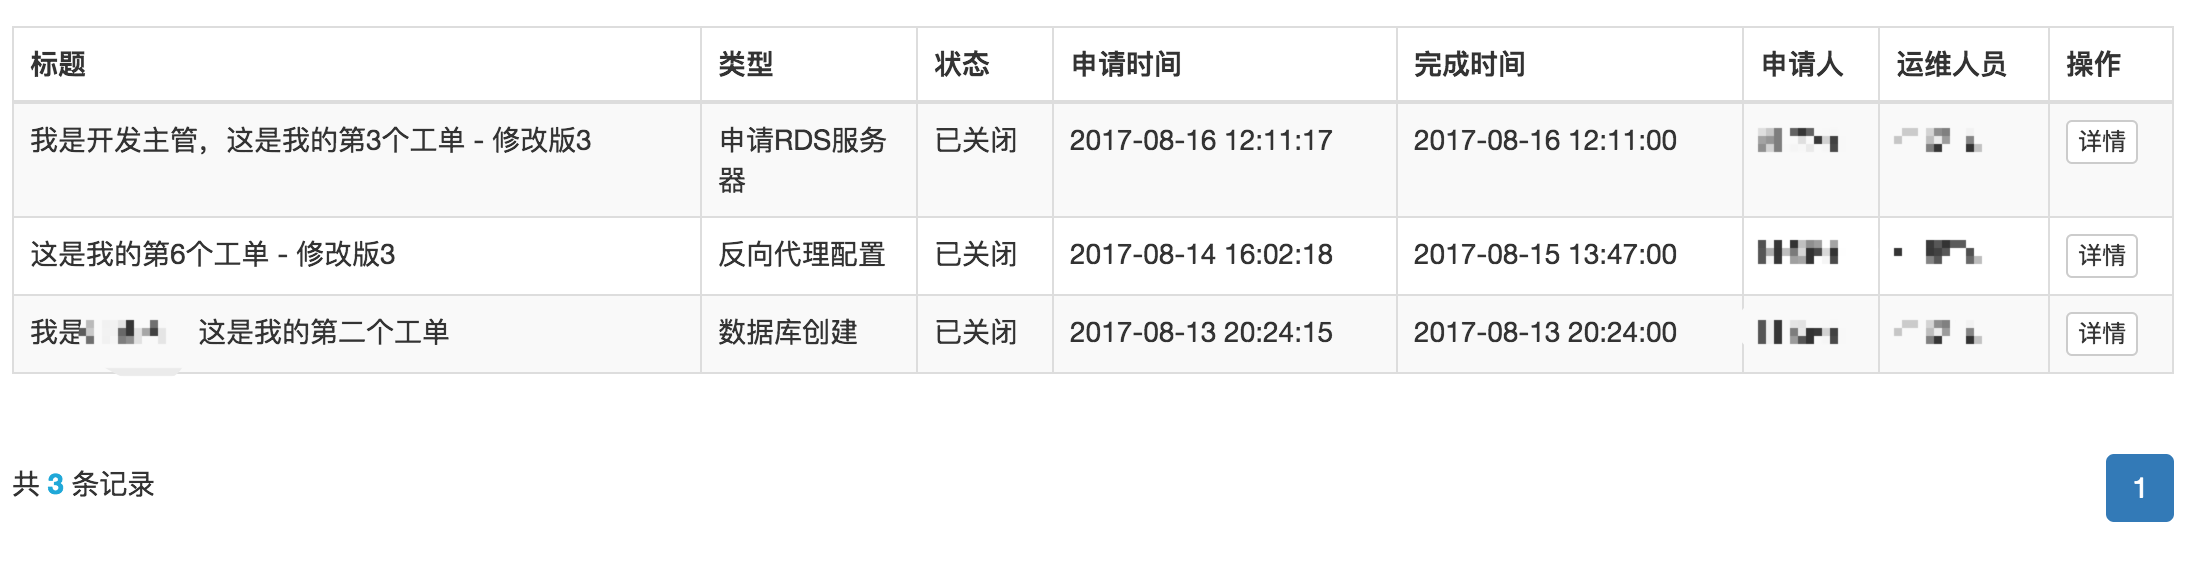 标题 类型 状态 申请时间 完成时间 申请人 运维人员 操作
我是开发主管，这是我的第3个工单 - 修改版3 申请RDS服务 已关闭 2017-08-16 12:11:17 2017-08-16 12:11:00 详情
器
这是我的第6个工单 - 修改版3 反向代理配置 已关闭 2017-08-14 16:02:18 2017-08-15 13:47:00 详情
我是 这是我的第二个工单 数据库创建 已关闭 2017-08-13 20:24:15 2017-08-13 20:24:00 详情
共 3 条记录 1